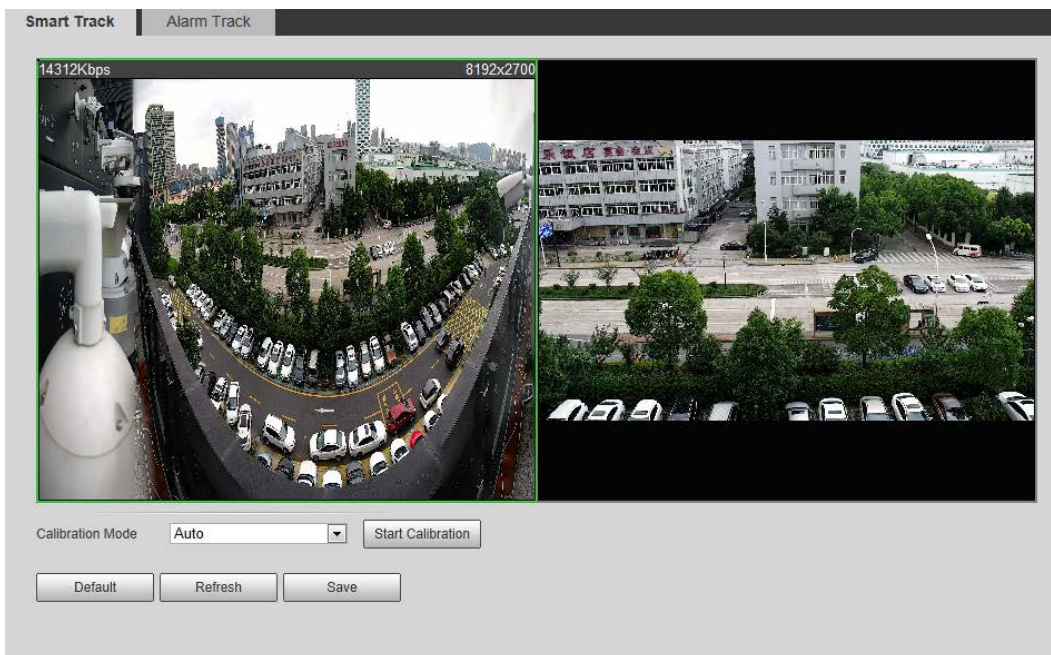 Smart Track
Alarm Track
14312Kbps
8192x2700
Calibration Mode
Auto
Start Calibration
Default
Refresh
Save